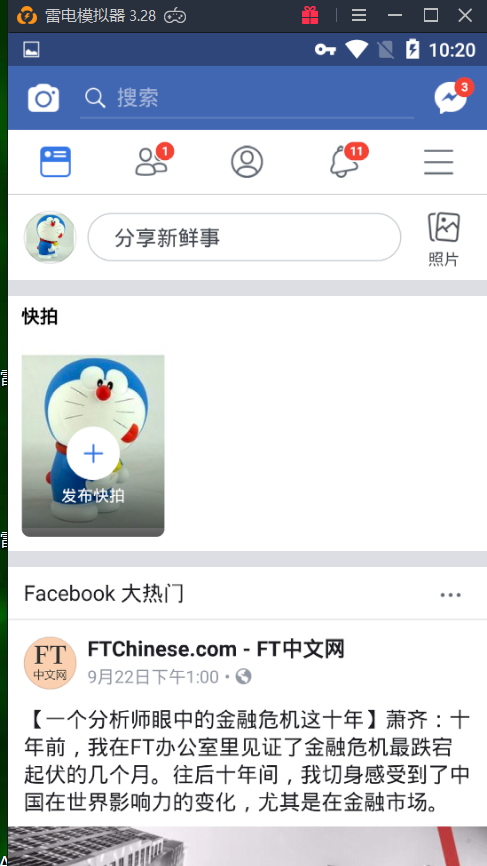 雷电模拟器 3.28
10:20
搜索
3
1
11
分享新鲜事
照片
快拍
发布快拍
Facebook 大热门
FT
中文网
FTChinese.com - FT中文网
9月22日下午1:00
【一个分析师眼中的金融危机这十年】萧齐：十
年前，我在FT办公室里见证了金融危机最跌宕
起伏的几个月。往后十年间，我切身感受到了中
国在世界影响力的变化，尤其是在金融市场。